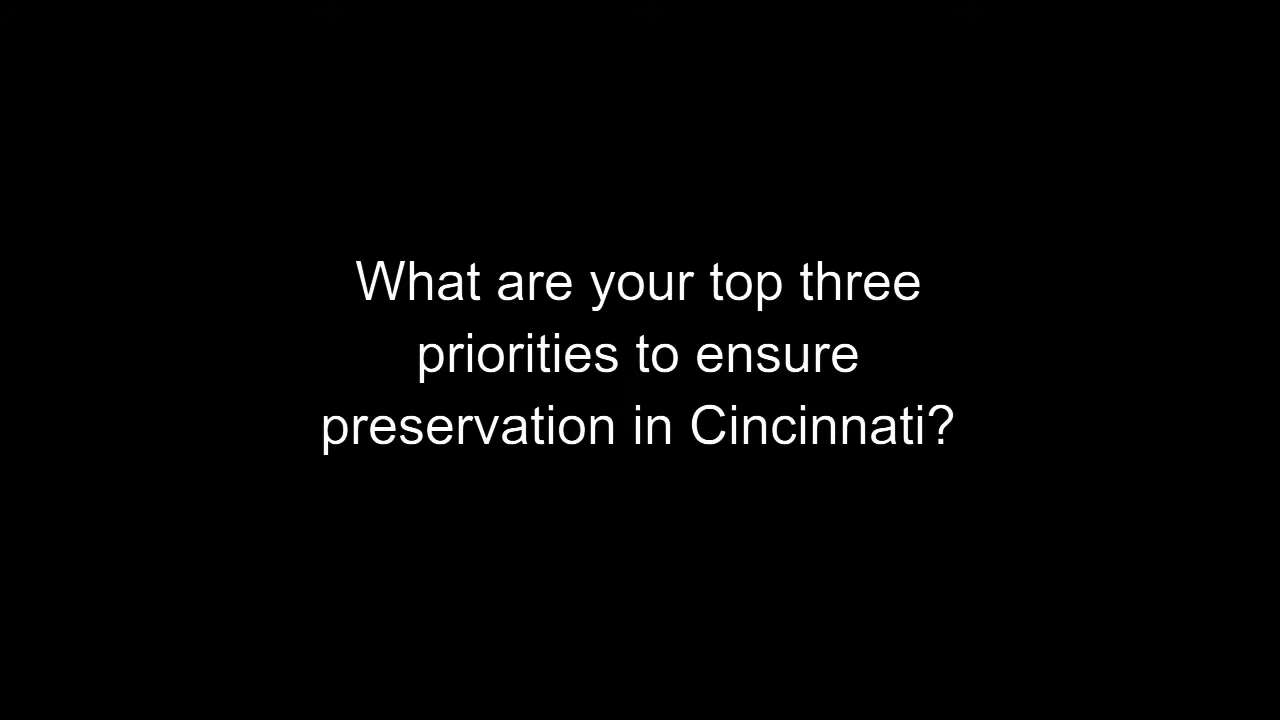 What are your top three
priorities to ensure
preservation in Cincinnati?